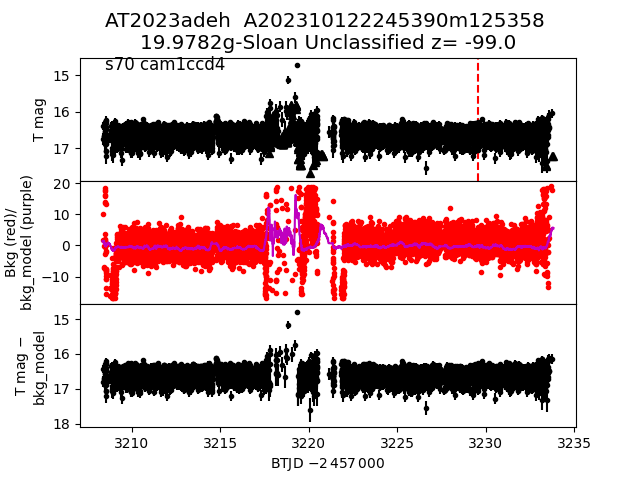 AT2023adeh  A202310122245390m125358
19.9782g-Sloan Unclassified z= -99.0
s70 cam1ccd4
15
16
17
T mag
20
10
0
−10
Bkg (red)/
bkg_model (purple)
15
16
17
18
T mag −
bkg_model
3210
3215
3220
3225
3230
3235
BTJD −2 457 000